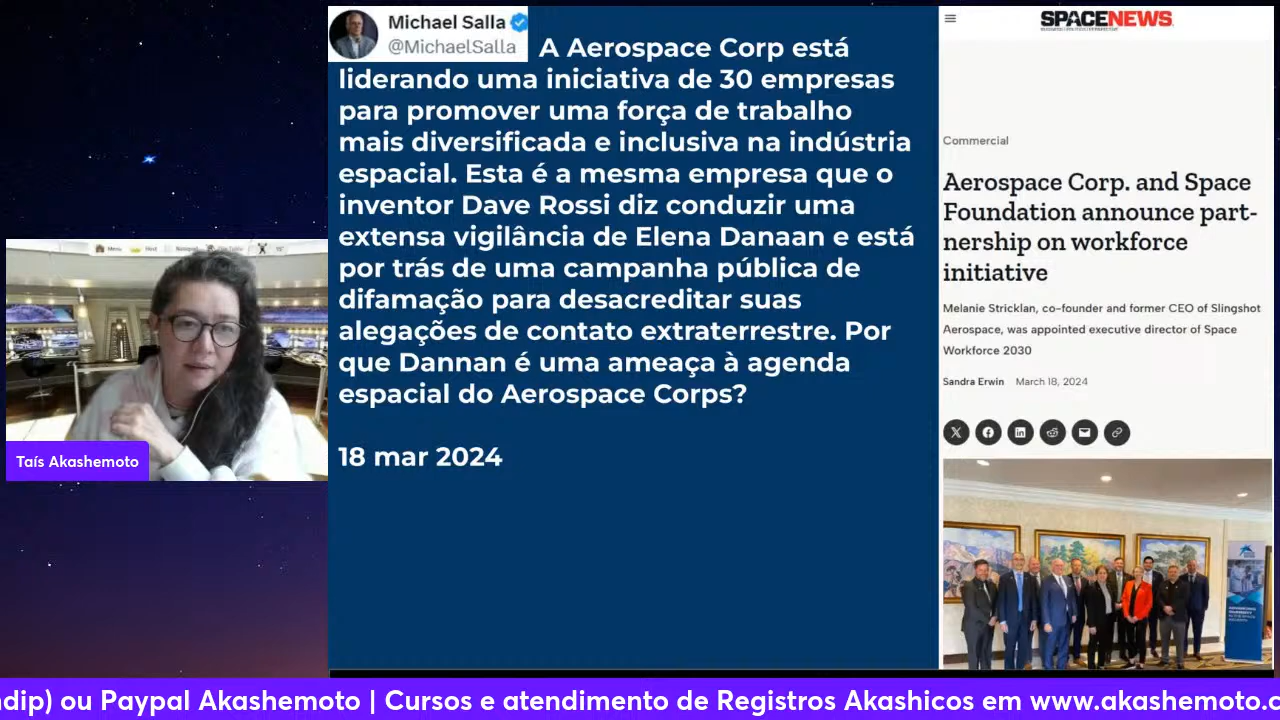 Michael Salla
@MichaelSalla
A Aerospace Corp está
liderando uma iniciativa de 30 empresas
para promover uma força de trabalho
mais diversificada e inclusiva na indústria
espacial. Esta é a mesma empresa que o
inventor Dave Rossi diz conduzir uma
extensa vigilância de Elena Danaan e está
por trás de uma campanha pública de
difamação para desacreditar suas
alegações de contato extraterrestre. Por
que Dannan é uma ameaça à agenda
espacial do Aerospace Corps?
18 mar 2024
SPACENEWS
Commercial
Aerospace Corp. and Space
Foundation announce part-
nership on workforce
initiative
Melanie Stricklan, co-founder and former CEO of Slingshot
Aerospace, was appointed executive director of Space
Workforce 2030
Sandra Erwin March 18, 2024
Taís Akashemoto
ndip) ou Paypal Akashemoto | Cursos e atendimento de Registros Akashicos em www.akashemoto.c